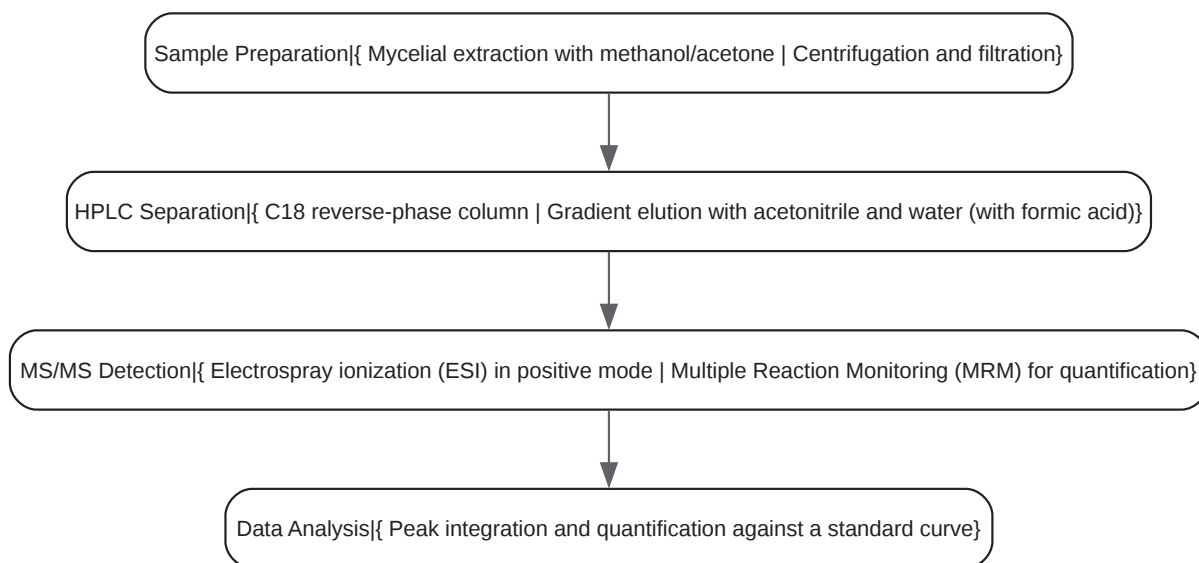 Sample Preparation|{ Mycelial extraction with methanol/acetone | Centrifugation and filtration}
HPLC Separation|{ C18 reverse-phase column | Gradient elution with acetonitrile and water (with formic acid)}
MS/MS Detection|{ Electrospray ionization (ESI) in positive mode | Multiple Reaction Monitoring (MRM) for quantification}
Data Analysis|{ Peak integration and quantification against a standard curve}